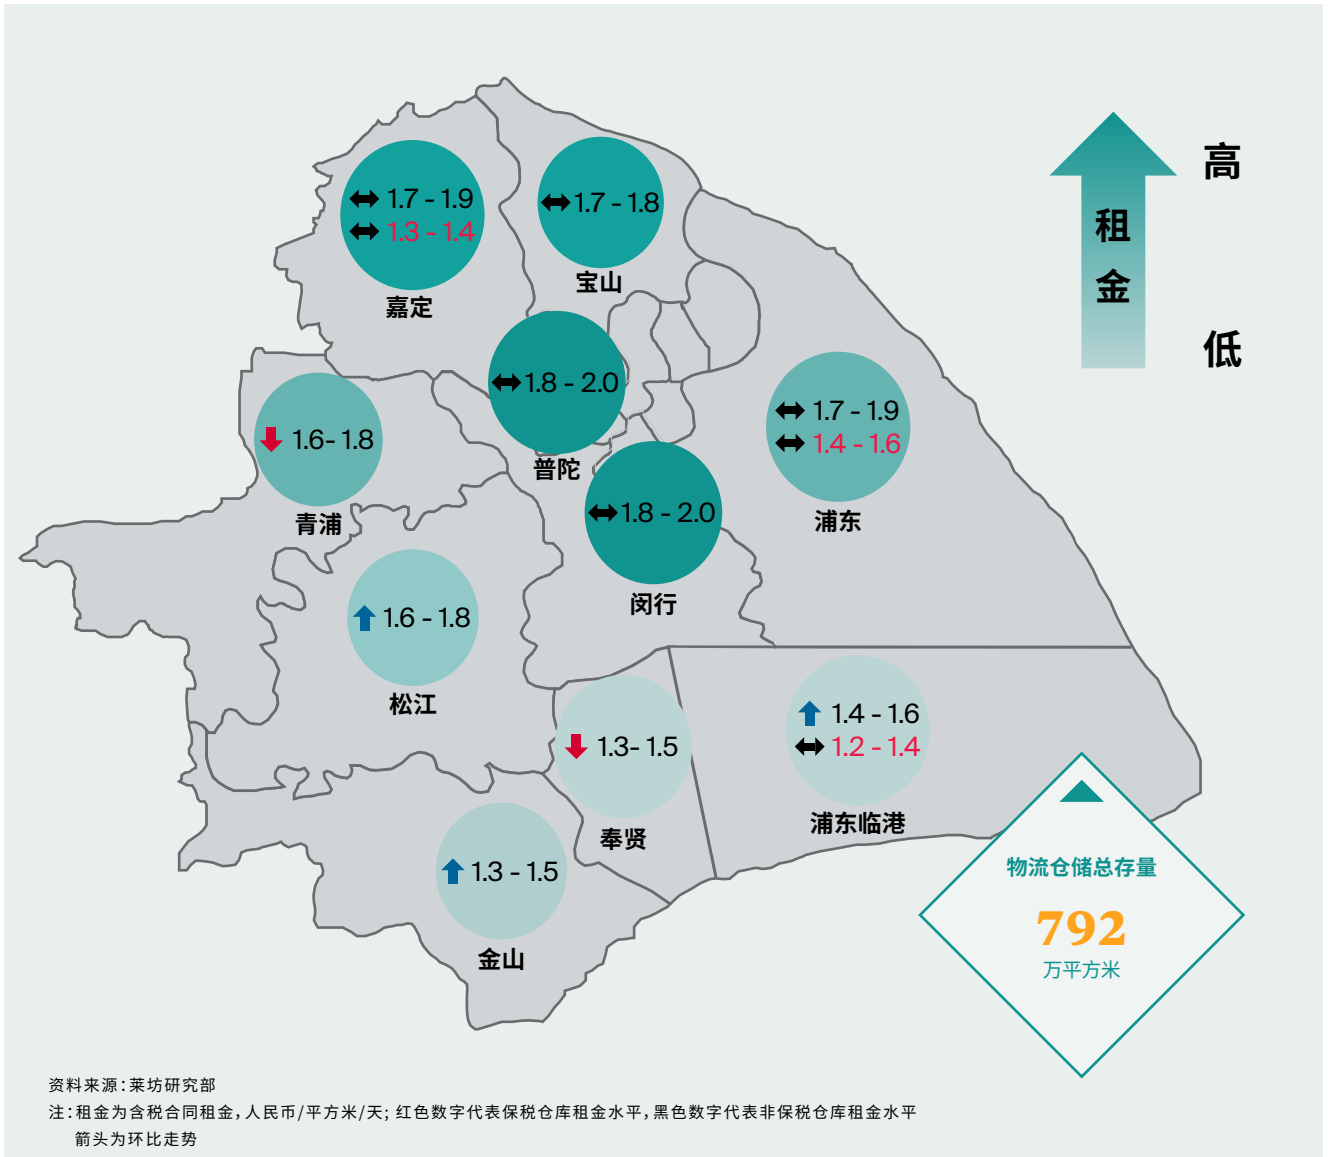 高
租
金
低
1.7 - 1.9
1.3 - 1.4
嘉定
1.7 - 1.8
宝山
1.8 - 2.0
普陀
1.6- 1.8
青浦
1.7 - 1.9
1.4 - 1.6
浦东
1.8 - 2.0
闵行
1.6 - 1.8
松江
1.3- 1.5
奉贤
1.4 - 1.6
1.2 - 1.4
浦东临港
1.3 - 1.5
金山
物流仓储总存量
792
万平方米
资料来源：莱坊研究部
注：租金为含税合同租金，人民币/平方米/天；红色数字代表保税仓库租金水平，黑色数字代表非保税仓库租金水平
箭头为环比走势